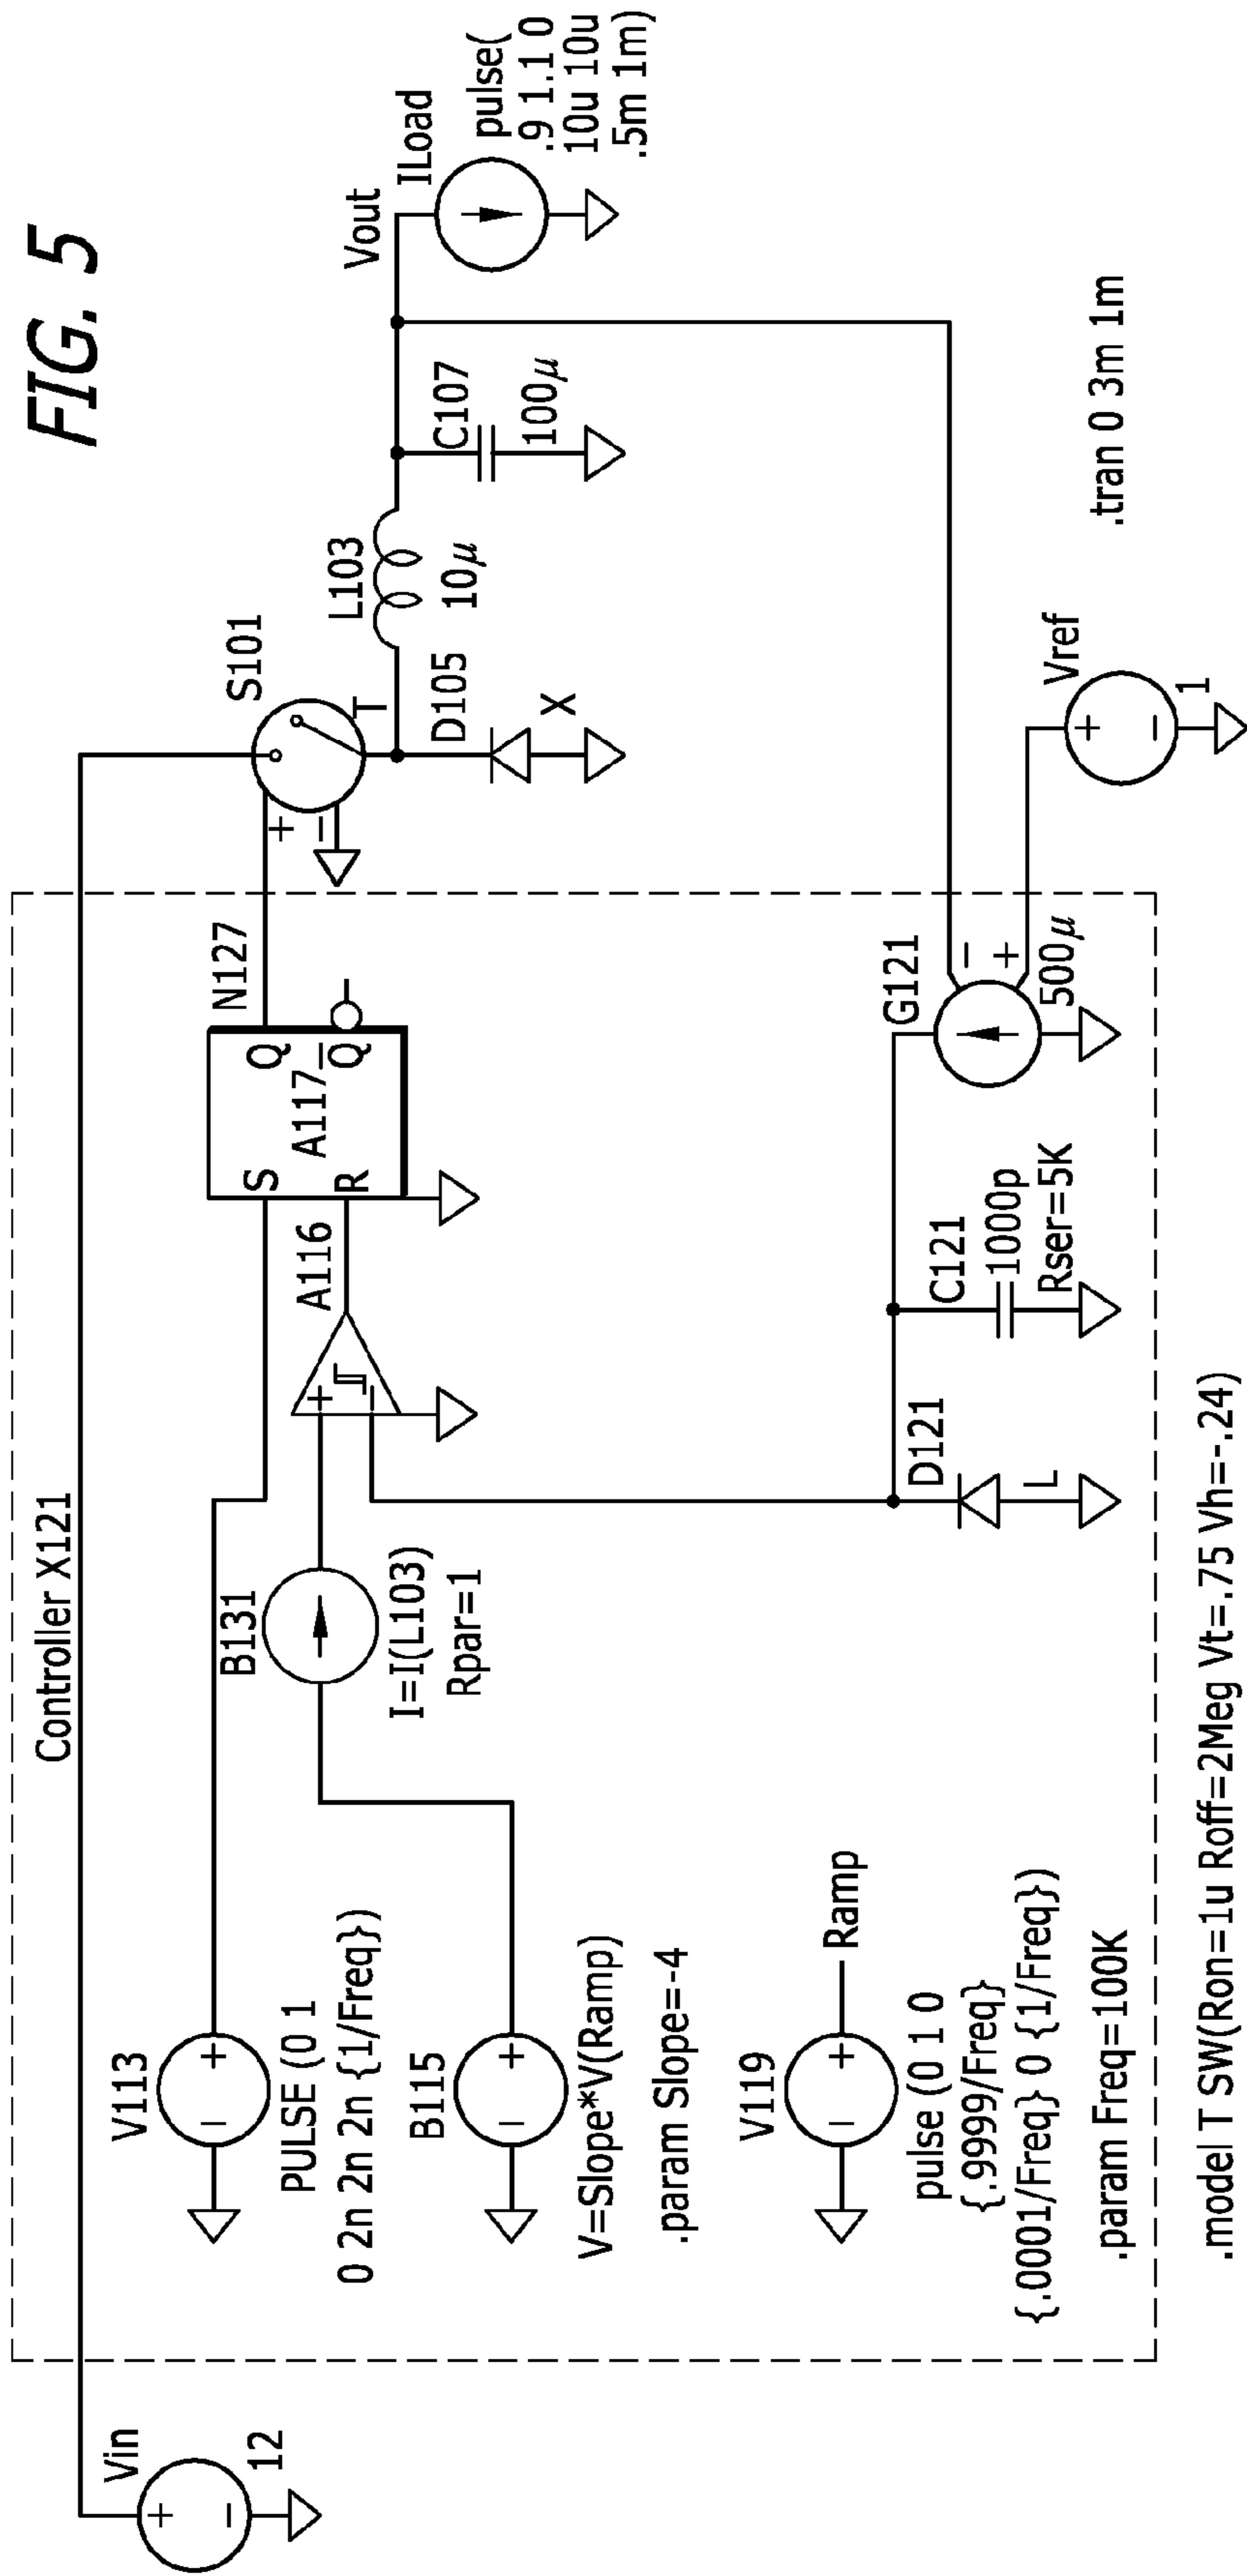 FIG. 5
Controller X121
Vin
+
−
12
V113
− +
PULSE (0 1
0 2n 2n 2n {1/Freq})
B115
− +
V=Slope*V(Ramp)
.param Slope=-4
V119
− +
Ramp
pulse (0 1 0
{.9999/Freq}
{.0001/Freq} 0 {1/Freq})
.param Freq=100K
B131
I=I(L103)
Rpar=1
A116
+
−
S
R
Q
Q
A117
N127
S101
+
−
T
L103
10μ
D105
X
C107
100μ
Vout
ILoad
pulse(
.9 1.1 0
10u 10u
.5m 1m)
D121
L
C121
1000p
Rser=5K
G121
−
+
500μ
Vref
+
−
1
.tran 0 3m 1m
.model T SW(Ron=1u Roff=2Meg Vt=.75 Vh=-.24)